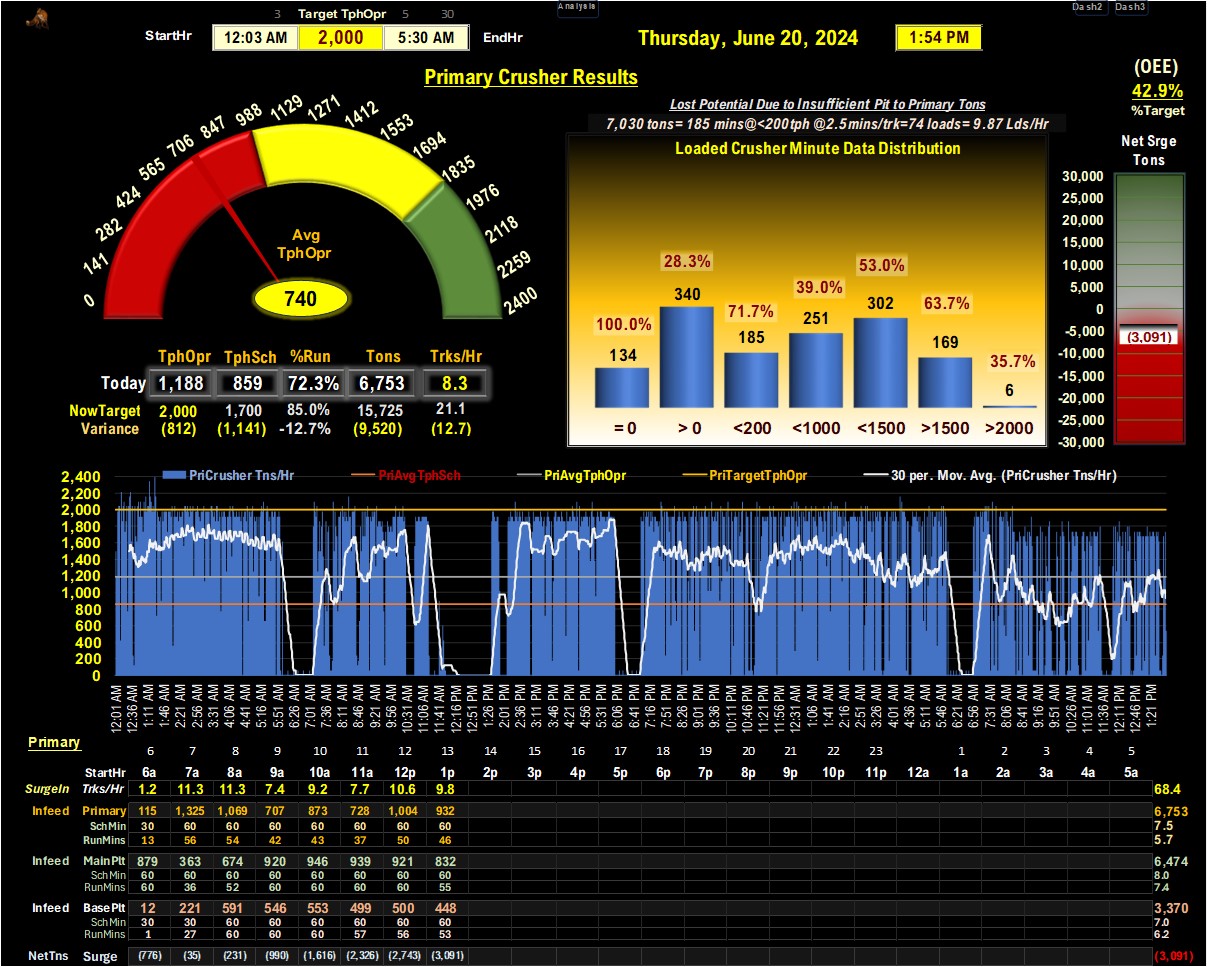 Analysis
Dash2 Dash3
3 Target TphOpr 5 30
StartHr 12:03 AM 2,000 5:30 AM EndHr
Thursday, June 20, 2024 1:54 PM
Primary Crusher Results
(OEE)
42.9%
%Target
Lost Potential Due to Insufficient Pit to Primary Tons
7,030 tons= 185 mins@<200tph @2.5mins/trk=74 loads= 9.87 Lds/Hr
0 141 282 424 565 706 847 988 1129 1271 1412 1553 1694 1835 1976 2118 2259 2400
Avg
TphOpr
740
Loaded Crusher Minute Data Distribution
100.0% 28.3% 71.7% 39.0% 53.0% 63.7% 35.7%
134 340 185 251 302 169 6
= 0 > 0 <200 <1000 <1500 >1500 >2000
Net Srge
Tons
30,000
25,000
20,000
15,000
10,000
5,000
0
-5,000
(3,091)
-10,000
-15,000
-20,000
-25,000
-30,000
TphOpr TphSch %Run Tons Trks/Hr
Today 1,188 859 72.3% 6,753 8.3
NowTarget 2,000 1,700 85.0% 15,725 21.1
Variance (812) (1,141) -12.7% (9,520) (12.7)
PriCrusher Tns/Hr PriAvgTphSch PriAvgTphOpr PriTargetTphOpr 30 per. Mov. Avg. (PriCrusher Tns/Hr)
2,400
2,200
2,000
1,800
1,600
1,400
1,200
1,000
800
600
400
200
0
12:01 AM 12:36 AM 1:11 AM 1:46 AM 2:21 AM 2:56 AM 3:31 AM 4:06 AM 4:41 AM 5:16 AM 5:51 AM 6:26 AM 7:01 AM 7:36 AM 8:11 AM 8:46 AM 9:21 AM 9:56 AM 10:31 AM 11:06 AM 11:41 AM 12:16 PM 12:51 PM 1:26 PM 2:01 PM 2:36 PM 3:11 PM 3:46 PM 4:21 PM 4:56 PM 5:31 PM 6:06 PM 6:41 PM 7:16 PM 7:51 PM 8:26 PM 9:01 PM 9:36 PM 10:11 PM 10:46 PM 11:21 PM 11:56 PM 12:31 AM 1:06 AM 1:41 AM 2:16 AM 2:51 AM 3:26 AM 4:01 AM 4:36 AM 5:11 AM 5:46 AM 6:21 AM 6:56 AM 7:31 AM 8:06 AM 8:41 AM 9:16 AM 9:51 AM 10:26 AM 11:01 AM 11:36 AM 12:11 PM 12:46 PM 1:21 PM
Primary
6 7 8 9 10 11 12 13 14 15 16 17 18 19 20 21 22 23 1 2 3 4 5
StartHr 6a 7a 8a 9a 10a 11a 12p 1p 2p 3p 4p 5p 6p 7p 8p 9p 10p 11p 12a 1a 2a 3a 4a 5a
SurgeIn Trks/Hr 1.2 11.3 11.3 7.4 9.2 7.7 10.6 9.8 68.4
Infeed Primary 115 1,325 1,069 707 873 728 1,004 932 6,753
SchMin 30 60 60 60 60 60 60 60 7.5
RunMins 13 56 54 42 43 37 50 46 5.7
Infeed MainPlt 879 363 674 920 946 939 921 832 6,474
SchMin 60 60 60 60 60 60 60 60 8.0
RunMins 60 36 52 60 60 60 60 55 7.4
Infeed BasePlt 12 221 591 546 553 499 500 448 3,370
SchMin 30 30 60 60 60 60 60 60 7.0
RunMins 1 27 60 60 60 57 56 53 6.2
NetTns Surge (776) (35) (231) (990) (1,616) (2,326) (2,743) (3,091) (3,091)